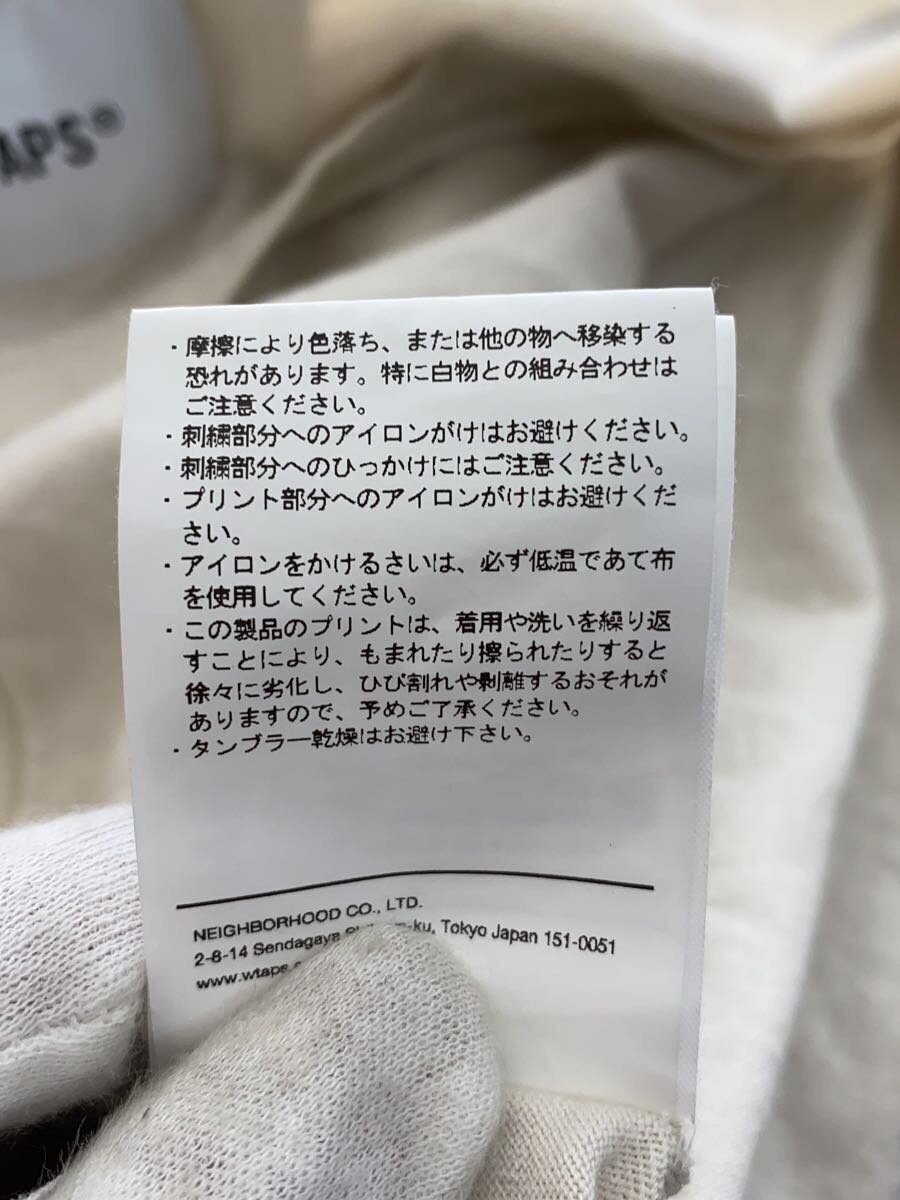 APS®
・摩擦により色落ち、または他の物へ移染する
恐れがあります。特に白物との組み合わせは
ご注意ください。
・刺繍部分へのアイロンがけはお避けください。
・刺繍部分へのひっかけにはご注意ください。
・プリント部分へのアイロンがけはお避けくだ
さい。
・アイロンをかけるさいは、必ず低温であて布
を使用してください。
・この製品のプリントは、着用や洗いを繰り返
すことにより、もまれたり擦られたりすると
徐々に劣化し、ひび割れや剥離するおそれが
ありますので、予めご了承ください。
・タンブラー乾燥はお避け下さい。
NEIGHBORHOOD CO., LTD.
2-8-14 Sendagaya -ku, Tokyo Japan 151-0051
www.wtaps.